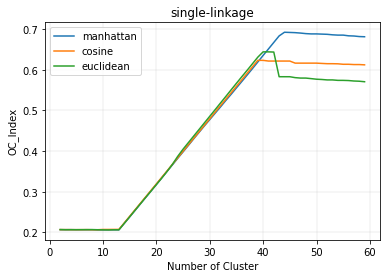 single-linkage
manhattan
cosine
euclidean
OC_Index
0.7
0.6
0.5
0.4
0.3
0.2
0 10 20 30 40 50 60
Number of Cluster